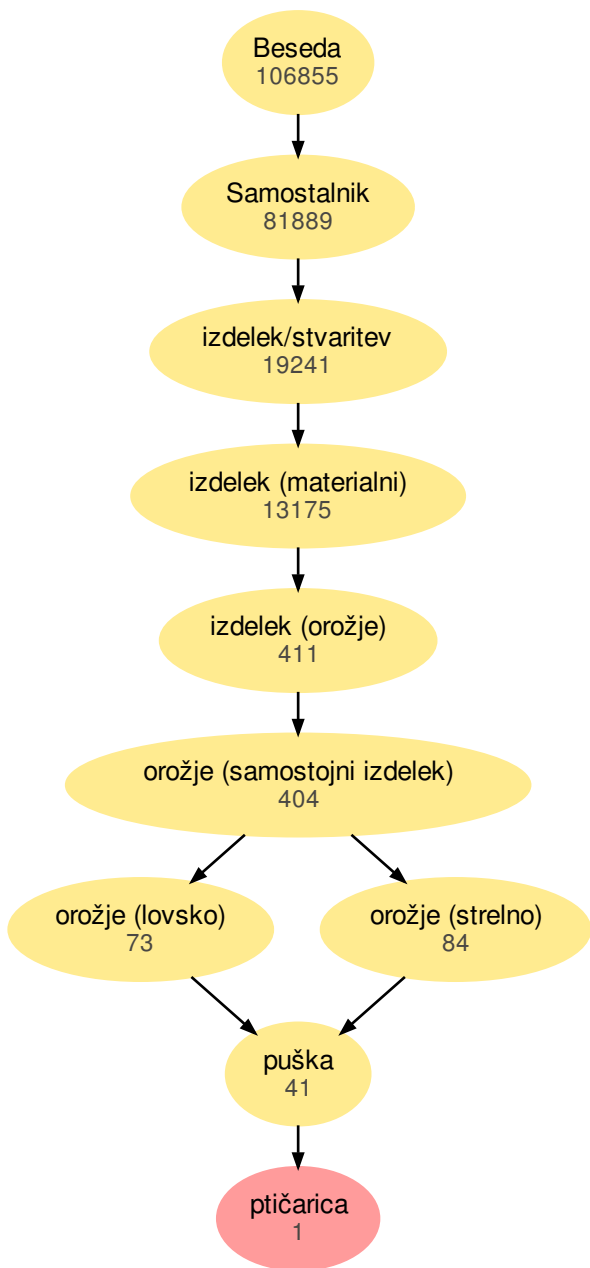 Beseda
106855
Samostalnik
81889
izdelek/stvaritev
19241
izdelek (materialni)
13175
izdelek (orožje)
411
orožje (samostojni izdelek)
404
orožje (lovsko)
73
orožje (strelno)
84
puška
41
ptičarica
1